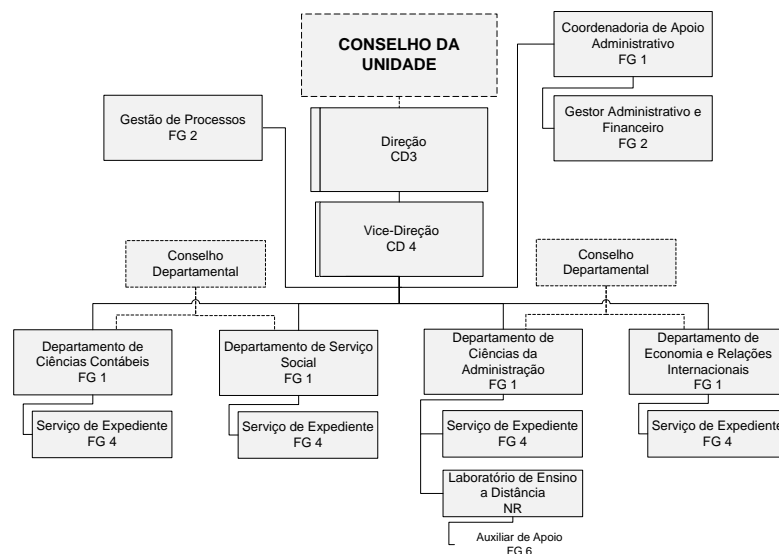 CONSELHO DA
UNIDADE
Coordenadoria de Apoio
Administrativo
FG 1
Gestão de Processos
FG 2
Direção
CD3
Gestor Administrativo e
Financeiro
FG 2
Vice-Direção
CD 4
Conselho
Departamental
Conselho
Departamental
Departamento de
Ciências Contábeis
FG 1
Departamento de Serviço
Social
FG 1
Departamento de
Ciências da
Administração
FG 1
Departamento de
Economia e Relações
Internacionais
FG 1
Serviço de Expediente
FG 4
Serviço de Expediente
FG 4
Serviço de Expediente
FG 4
Serviço de Expediente
FG 4
Laboratório de Ensino
a Distância
NR
Auxiliar de Apoio
FG 6